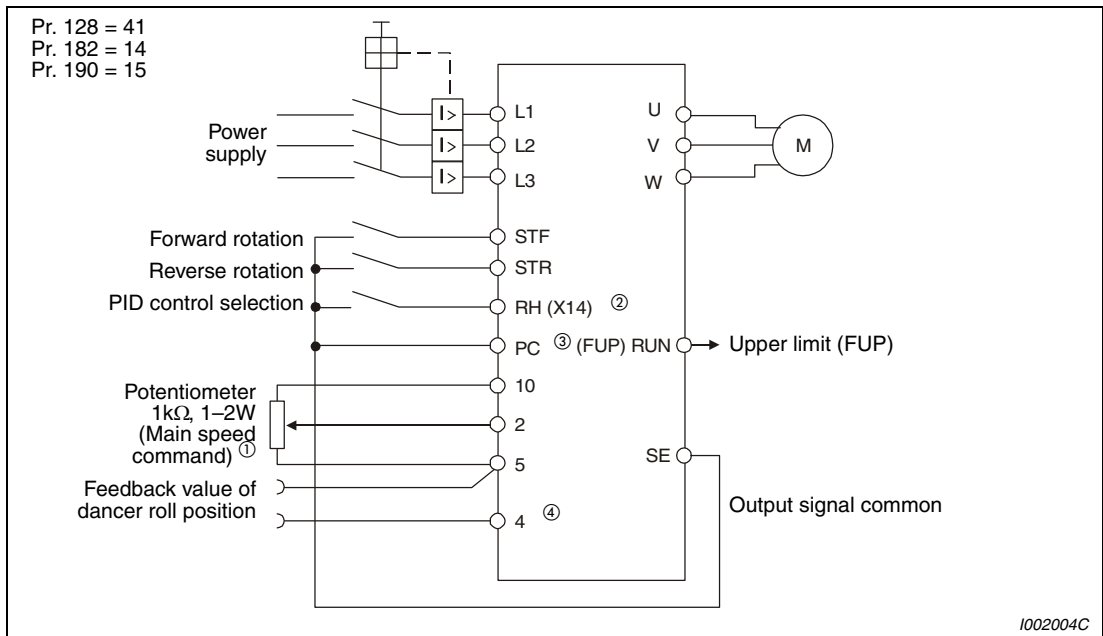 Pr. 128 = 41
Pr. 182 = 14
Pr. 190 = 15
Power
supply
I>
I>
I>
L1
L2
L3
U
V
W
M
Forward rotation
STF
Reverse rotation
STR
PID control selection
RH (X14) ②
PC ③ (FUP) RUN
Upper limit (FUP)
Potentiometer
1kΩ, 1–2W
(Main speed
command) ①
10
2
5
SE
Feedback value of
dancer roll position
4 ④
Output signal common
I002004C